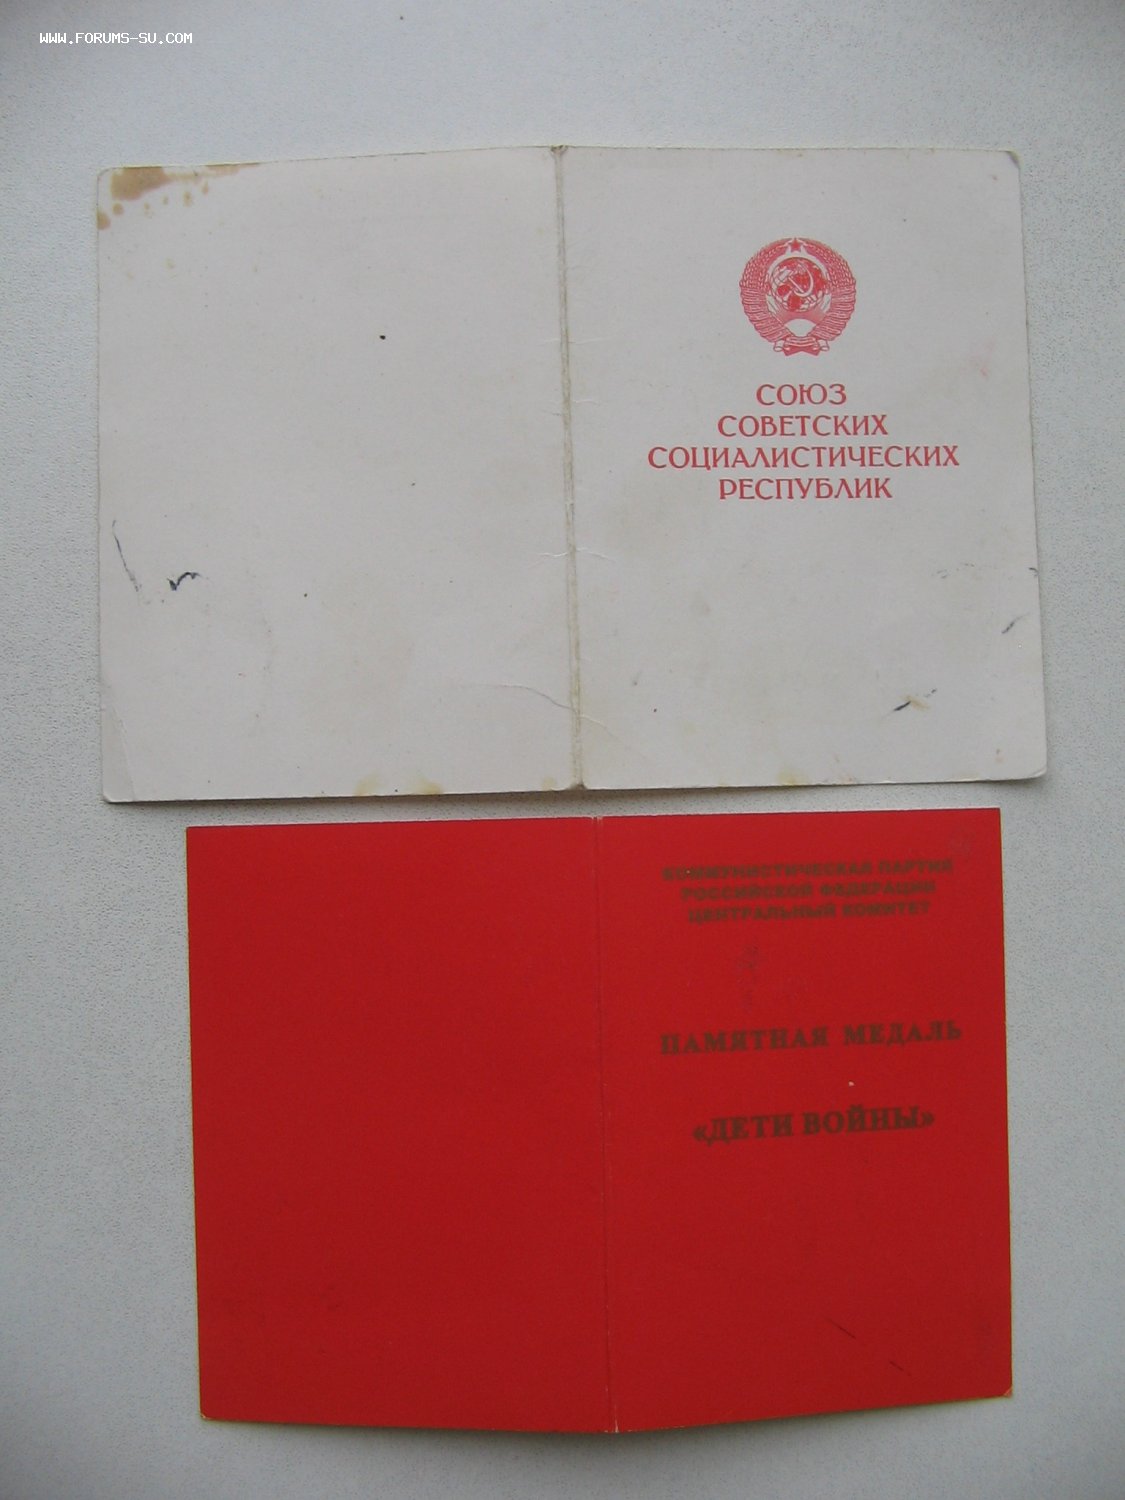 WWW.FORUMS-SU.COM
СОЮЗ
СОВЕТСКИХ
СОЦИАЛИСТИЧЕСКИХ
РЕСПУБЛИК
КОММУНИСТИЧЕСКАЯ ПАРТИЯ
РОССИЙСКОЙ ФЕДЕРАЦИИ
ЦЕНТРАЛЬНЫЙ КОМИТЕТ
ПАМЯТНАЯ МЕДАЛЬ
«ДЕТИ ВОЙНЫ»